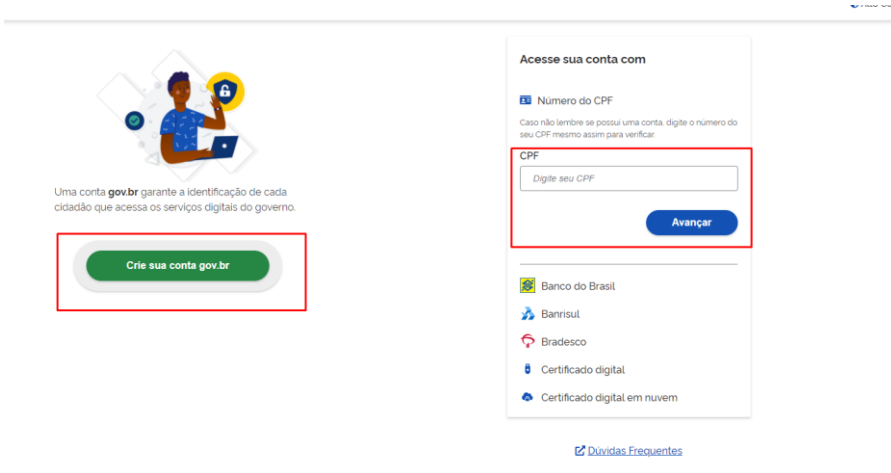 Uma conta gov.br garante a identificação de cada
cidadão que acessa os serviços digitais do governo.
Crie sua conta gov.br
Acesse sua conta com
Número do CPF
Caso não lembre se possui uma conta, digite o número do
seu CPF mesmo assim para verificar.
CPF
Digite seu CPF
Avançar
Banco do Brasil
Banrisul
Bradesco
Certificado digital
Certificado digital em nuvem
Dúvidas Frequentes